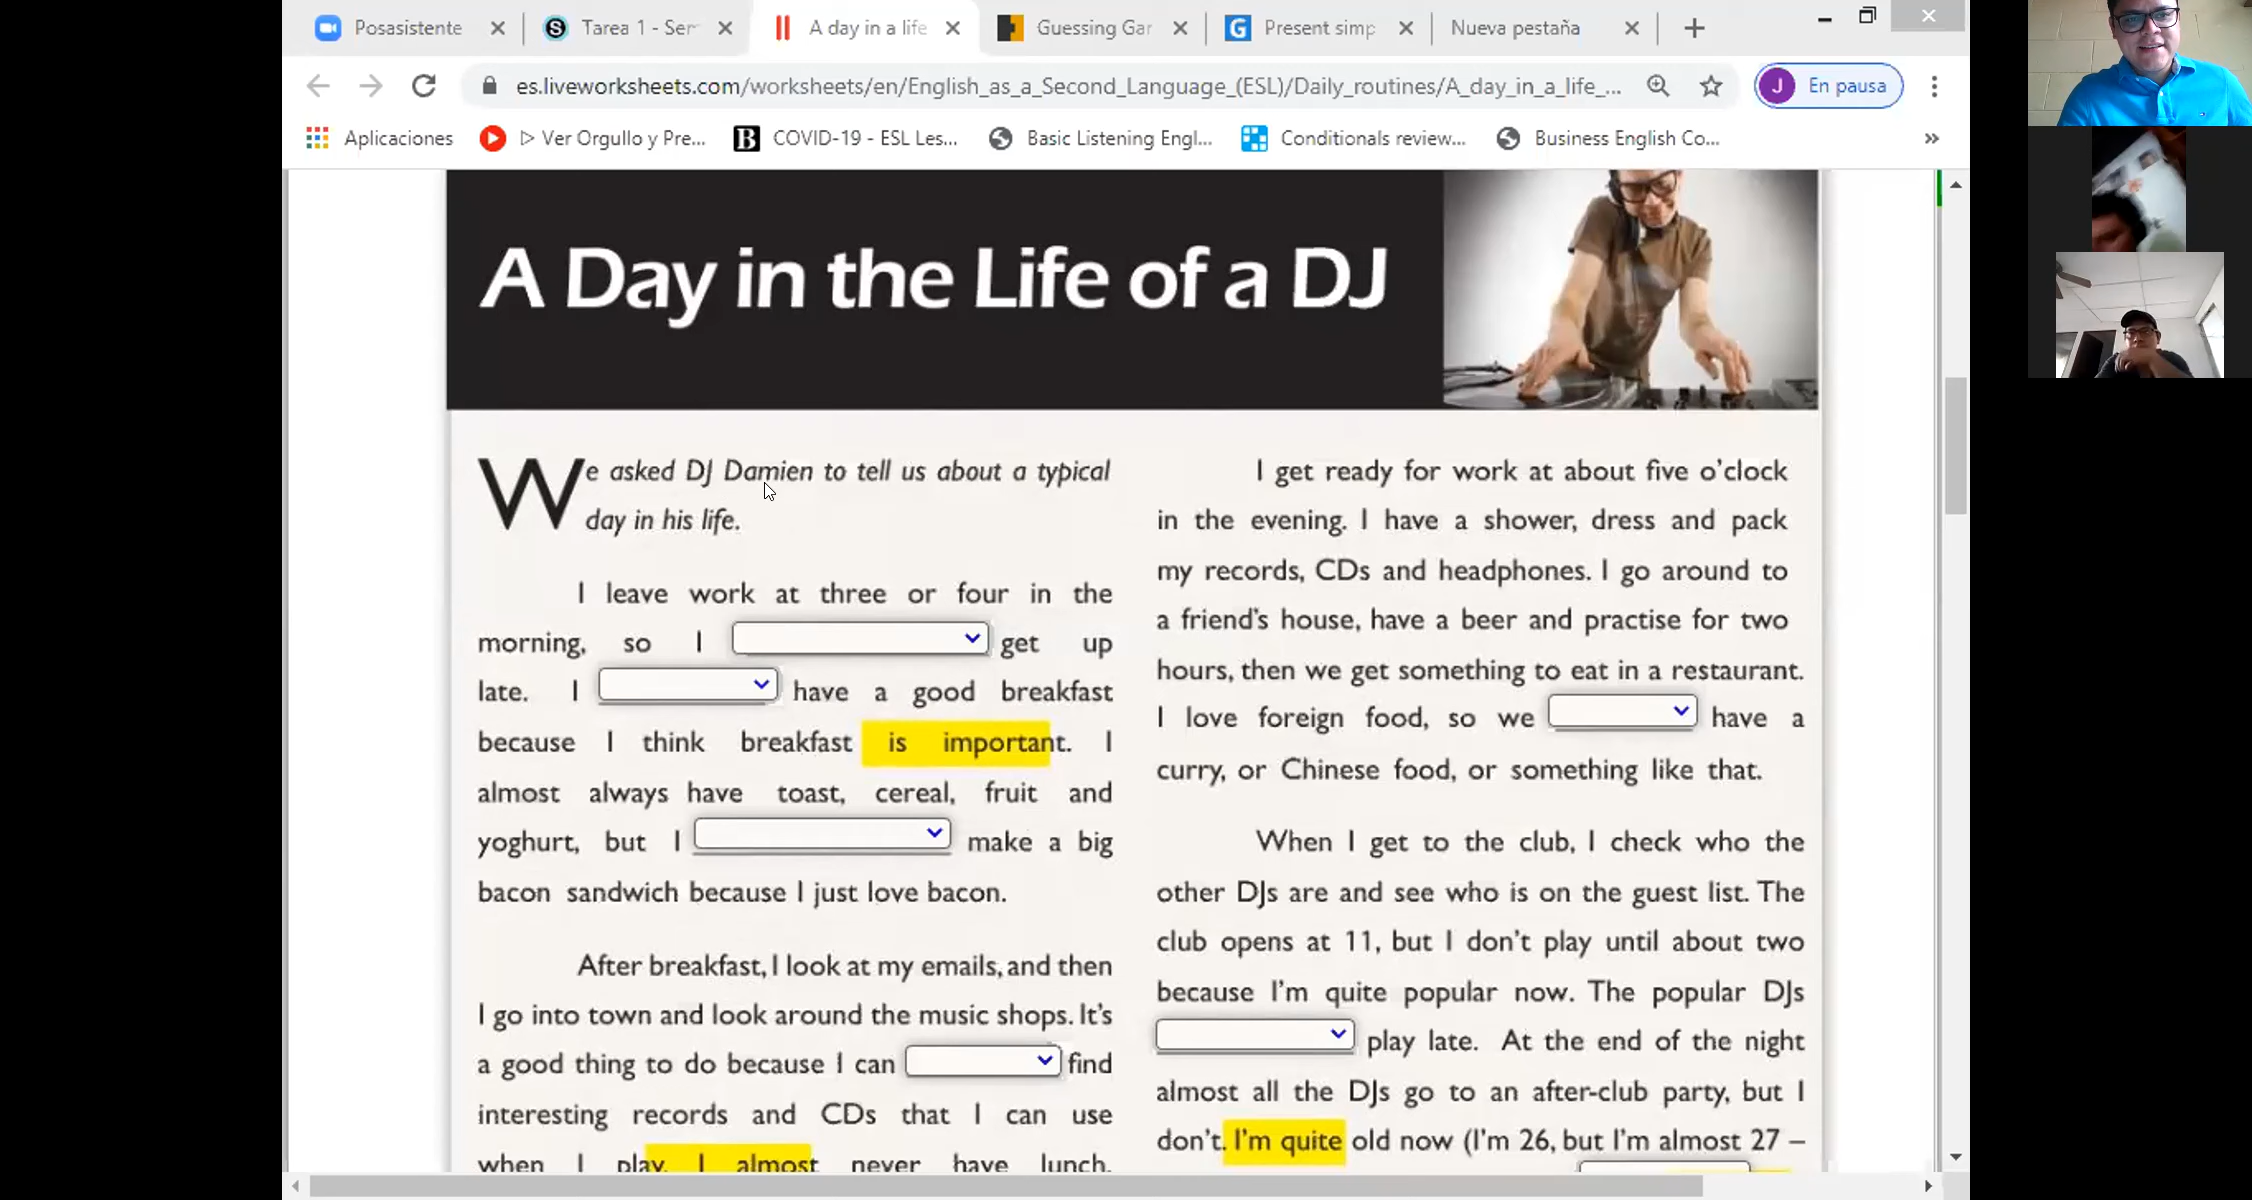 Posasistente
Tarea 1 - Ser
A day in a life
Guessing Gar
Present simp
Nueva pestaña
es.liveworksheets.com/worksheets/en/English_as_a_Second_Language_(ESL)/Daily_routines/A_day_in_a_life_...
J En pausa
Aplicaciones
Ver Orgullo y Pre...
B COVID-19 - ESL Les...
Basic Listening Engl...
Conditionals review...
Business English Co...
»
A Day in the Life of a DJ
We asked DJ Damien to tell us about a typical
day in his life.
I leave work at three or four in the
morning, so I get up
late. I have a good breakfast
because I think breakfast is important. I
almost always have toast, cereal, fruit and
yoghurt, but I make a big
bacon sandwich because I just love bacon.
After breakfast, I look at my emails, and then
I go into town and look around the music shops. It's
a good thing to do because I can find
interesting records and CDs that I can use
when I play. I almost never have lunch.
I get ready for work at about five o'clock
in the evening. I have a shower, dress and pack
my records, CDs and headphones. I go around to
a friend's house, have a beer and practise for two
hours, then we get something to eat in a restaurant.
I love foreign food, so we have a
curry, or Chinese food, or something like that.
When I get to the club, I check who the
other DJs are and see who is on the guest list. The
club opens at 11, but I don't play until about two
because I'm quite popular now. The popular DJs
play late. At the end of the night
almost all the DJs go to an after-club party, but I
don't. I'm quite old now (I'm 26, but I'm almost 27 –